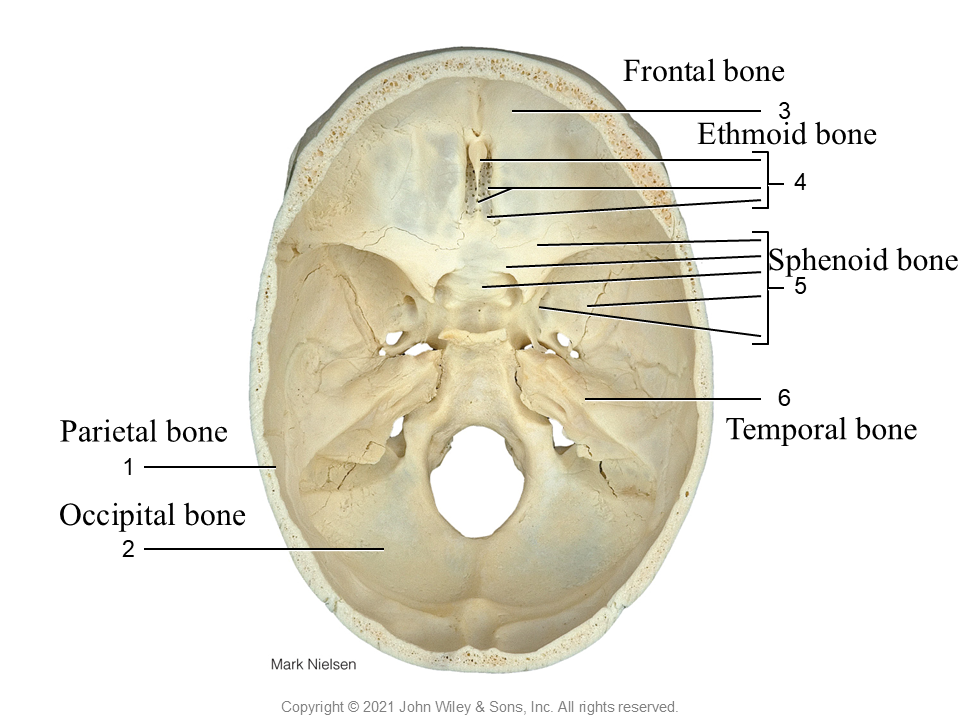 Frontal bone
3
Ethmoid bone
4
Sphenoid bone
5
6
Temporal bone
Parietal bone
1
Occipital bone
2
Mark Nielsen
Copyright © 2021 John Wiley & Sons, Inc. All rights reserved.